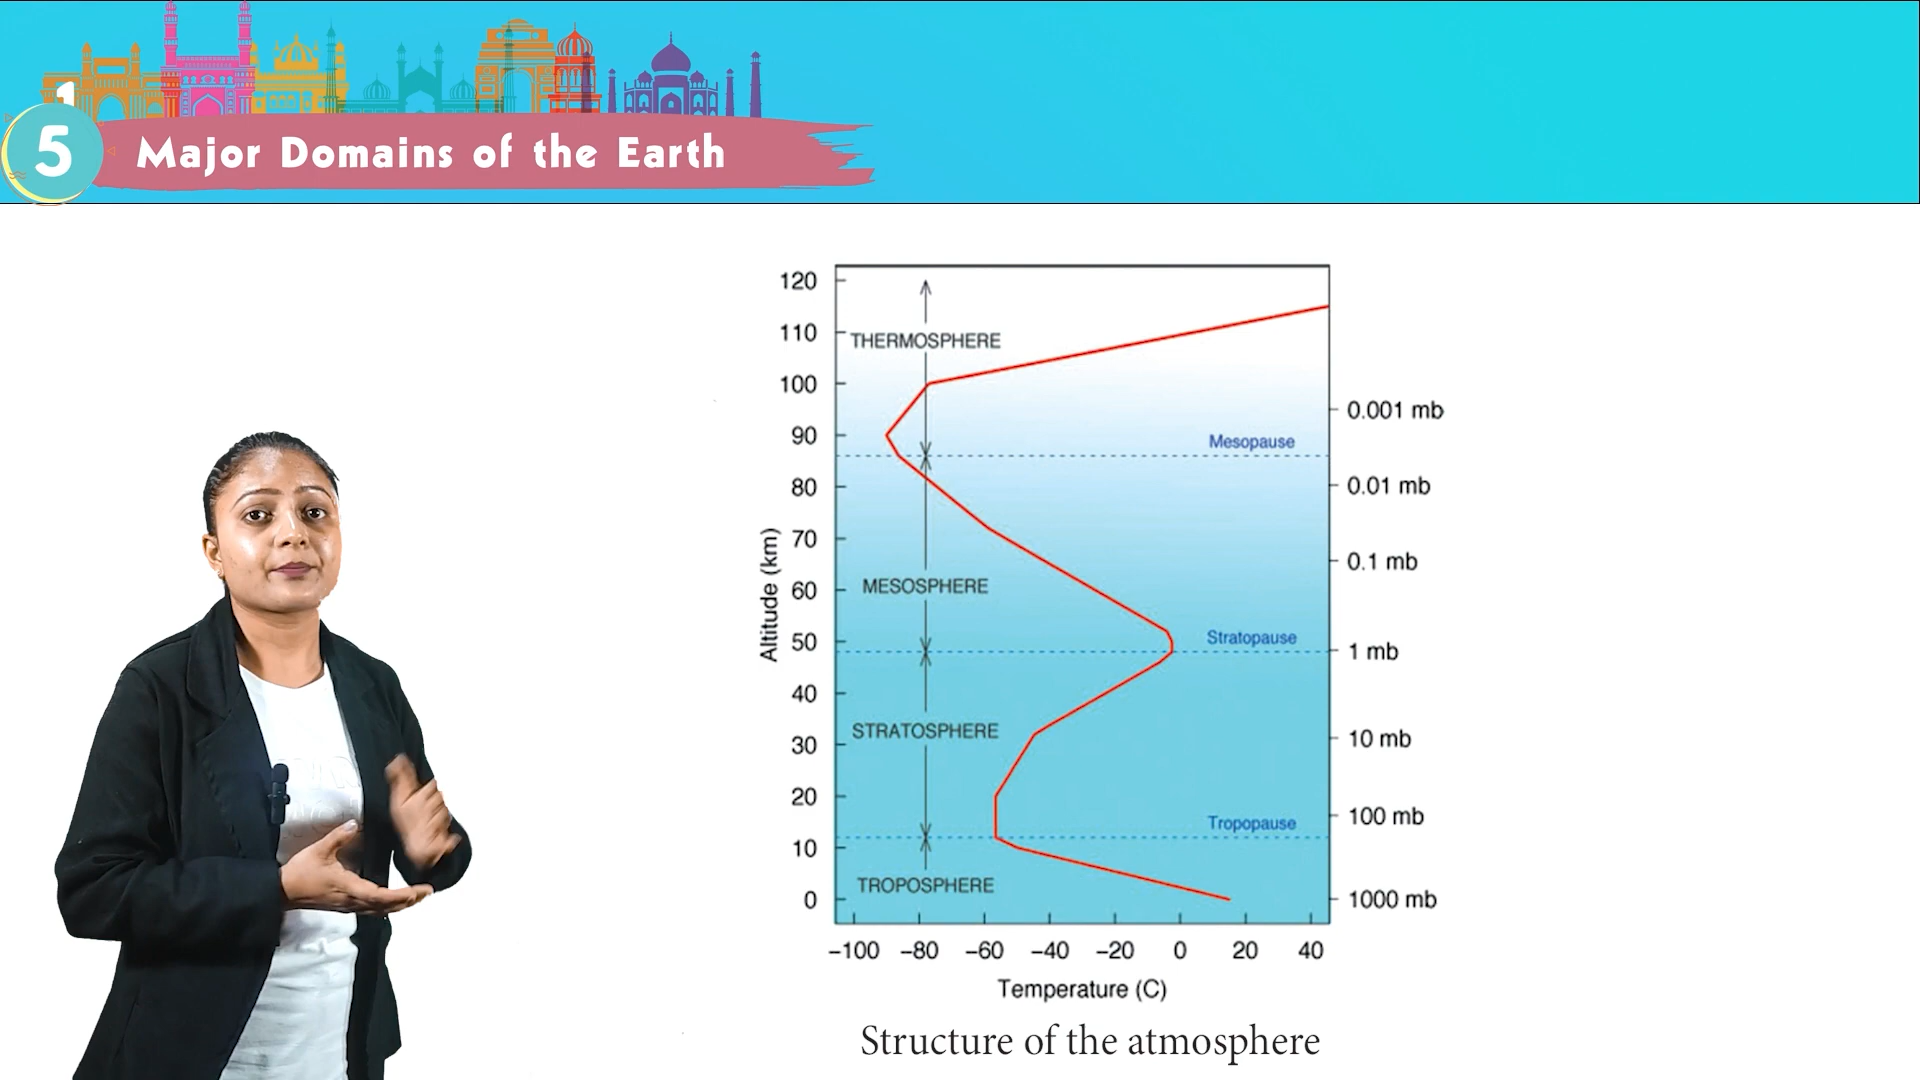 1
5
Major Domains of the Earth
120
110
THERMOSPHERE
100
0.001 mb
90
Mesopause
80
0.01 mb
70
0.1 mb
MESOSPHERE
60
Stratopause
50
1 mb
40
STRATOSPHERE
30
10 mb
20
100 mb
Tropopause
10
TROPOSPHERE
0
1000 mb
Altitude (km)
−100 −80 −60 −40 −20 0 20 40
Temperature (C)
Structure of the atmosphere